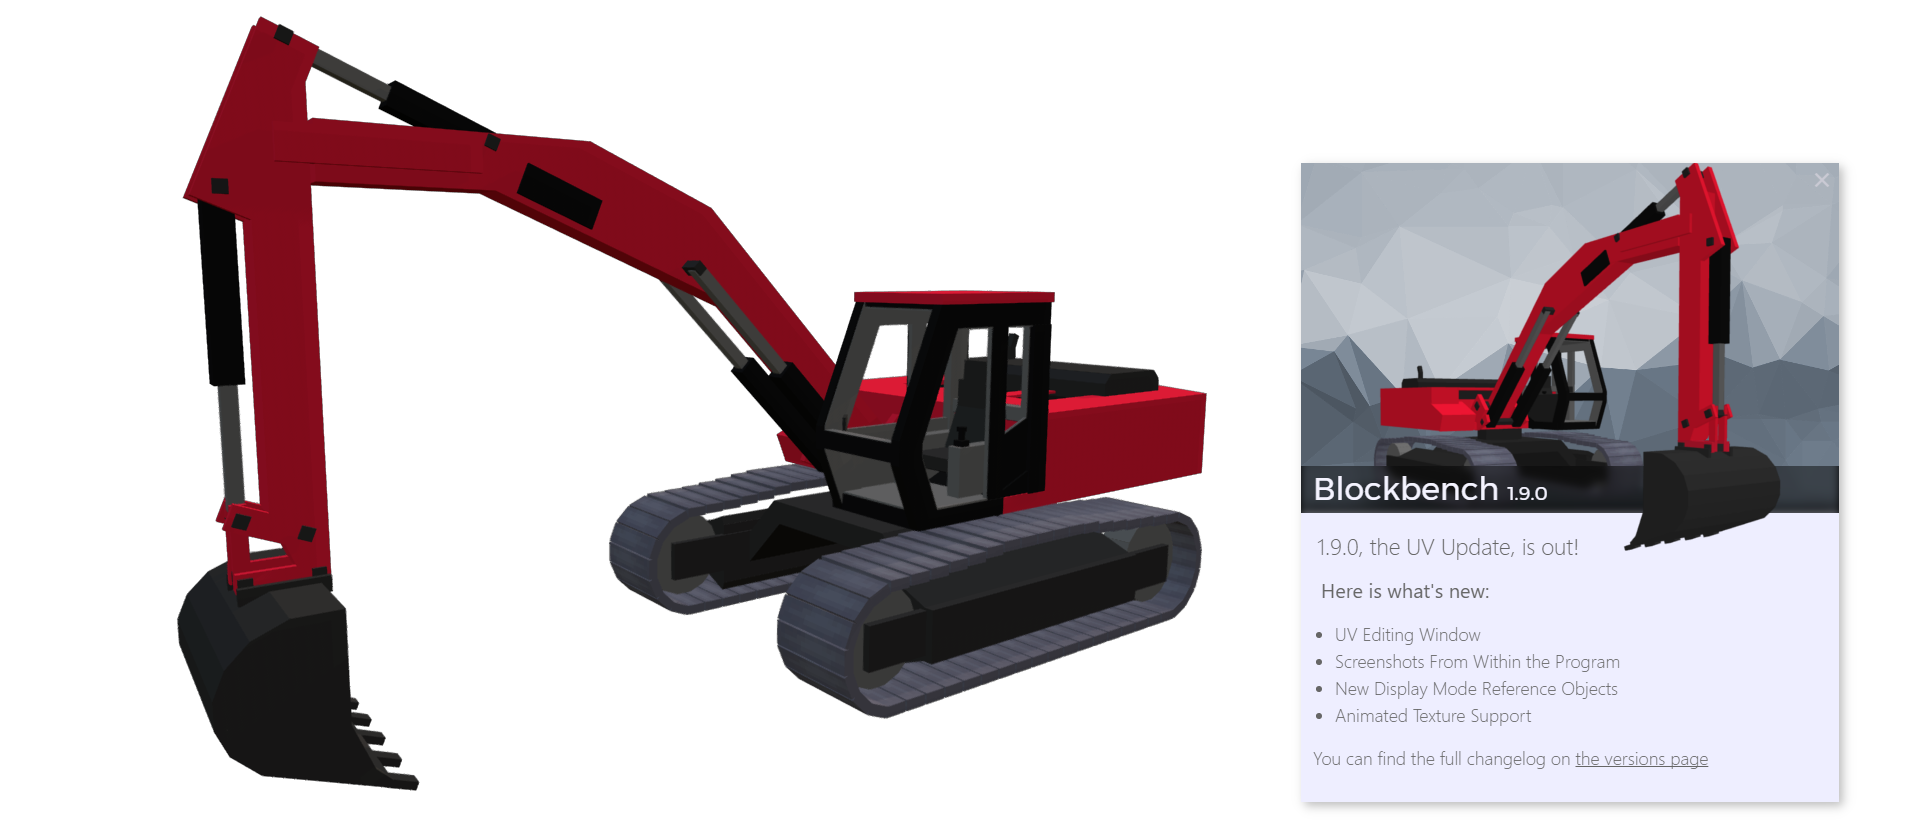 Blockbench 1.9.0
1.9.0, the UV Update, is out!
Here is what's new:
UV Editing Window
Screenshots From Within the Program
New Display Mode Reference Objects
Animated Texture Support
You can find the full changelog on the versions page